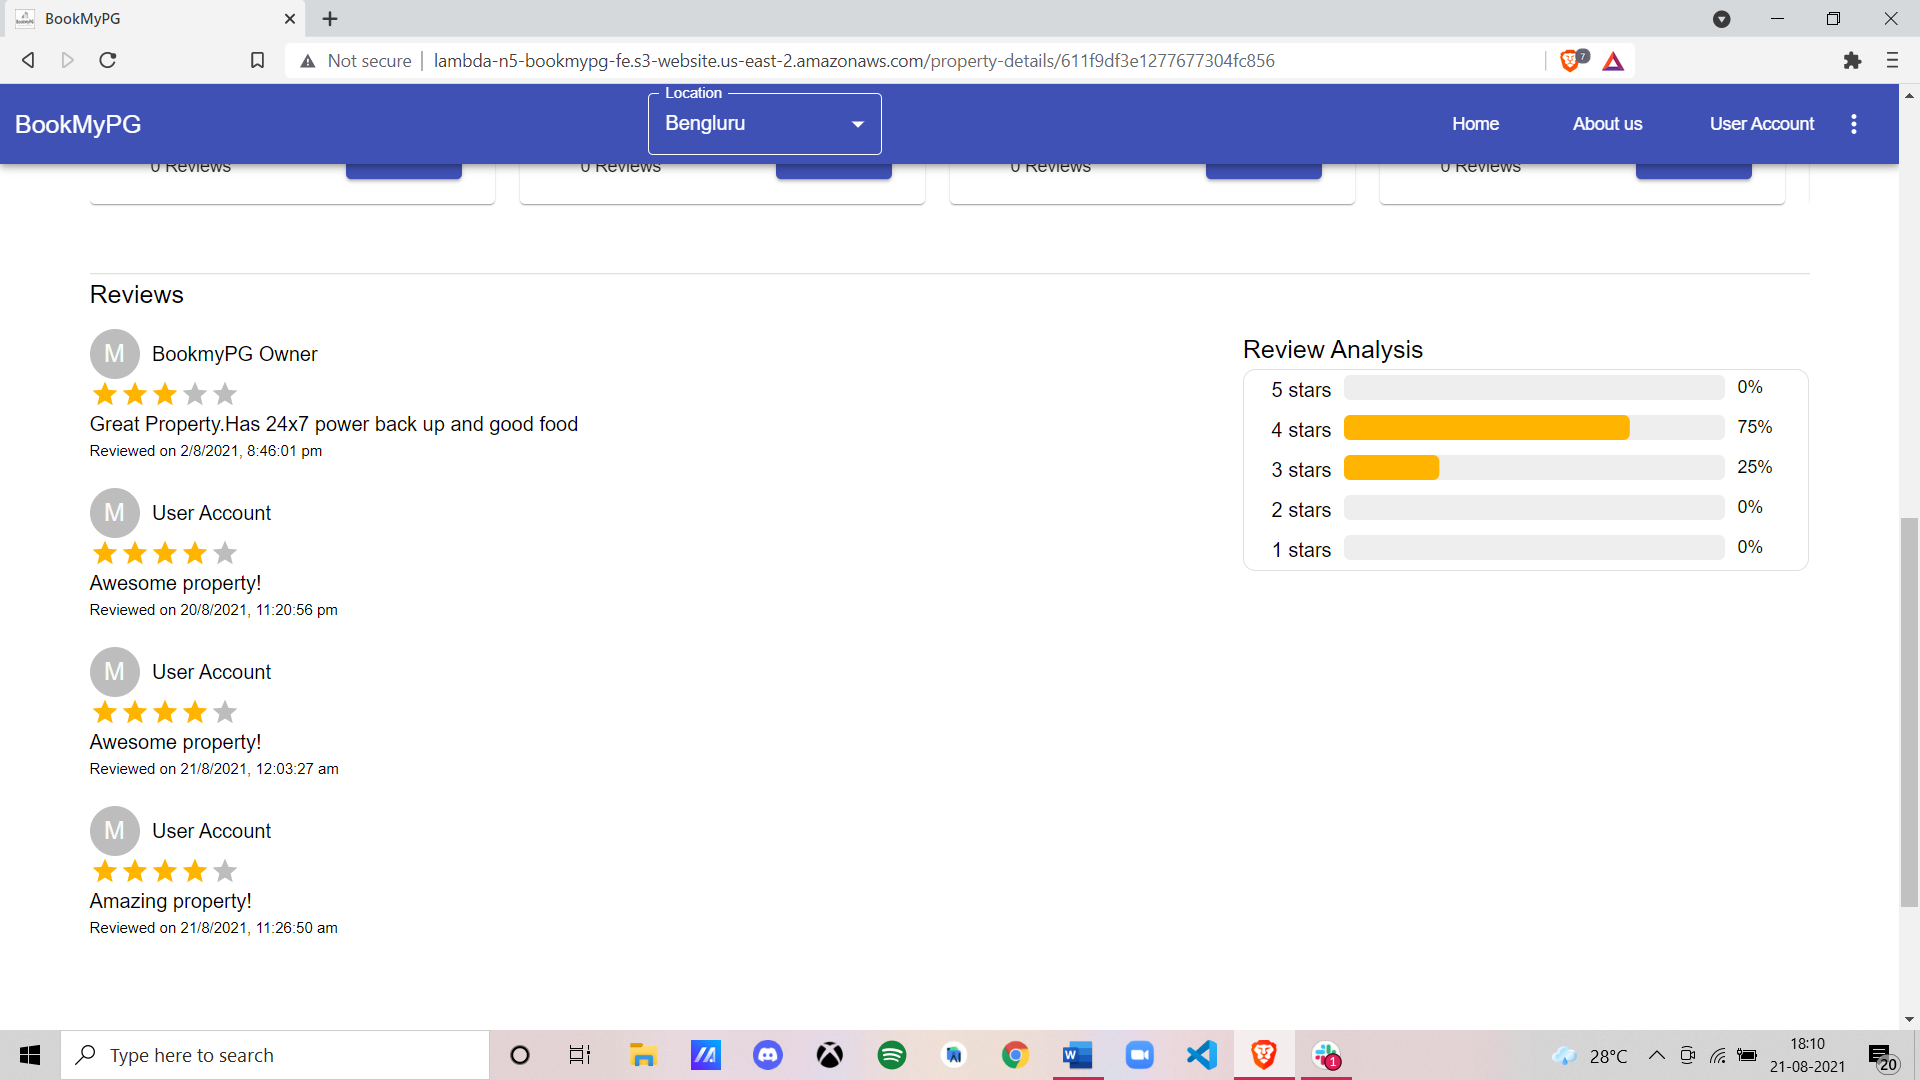 BookMyPG
Not secure
lambda-n5-bookmypg-fe.s3-website.us-east-2.amazonaws.com/property-details/611f9df3e1277677304fc856
7
BookMyPG
Location
Bengluru
Home
About us
User Account
0 Reviews
0 Reviews
0 Reviews
0 Reviews
Reviews
M
BookmyPG Owner
Great Property.Has 24x7 power back up and good food
Reviewed on 2/8/2021, 8:46:01 pm
M
User Account
Awesome property!
Reviewed on 20/8/2021, 11:20:56 pm
M
User Account
Awesome property!
Reviewed on 21/8/2021, 12:03:27 am
M
User Account
Amazing property!
Reviewed on 21/8/2021, 11:26:50 am
Review Analysis
5 stars 0%
4 stars 75%
3 stars 25%
2 stars 0%
1 stars 0%
Type here to search
W
1
28°C
18:10
21-08-2021
20